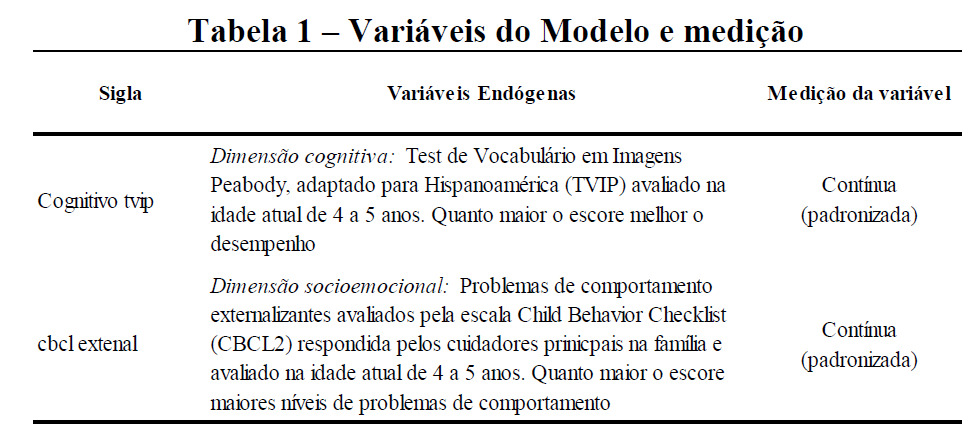 Tabela 1 – Variáveis do Modelo e medição
Sigla Variáveis Endógenas Medição da variável
Cognitivo tvip
Dimensão cognitiva: Test de Vocabulário em Imagens
Peabody, adaptado para Hispanoamérica (TVIP) avaliado na
idade atual de 4 a 5 anos. Quanto maior o escore melhor o
desempenho
Contínua
(padronizada)
cbcl extenal
Dimensão socioemocional: Problemas de comportamento
externalizantes avaliados pela escala Child Behavior Checklist
(CBCL2) respondida pelos cuidadores prinicpais na família e
avaliado na idade atual de 4 a 5 anos. Quanto maior o escore
maiores níveis de problemas de comportamento
Contínua
(padronizada)